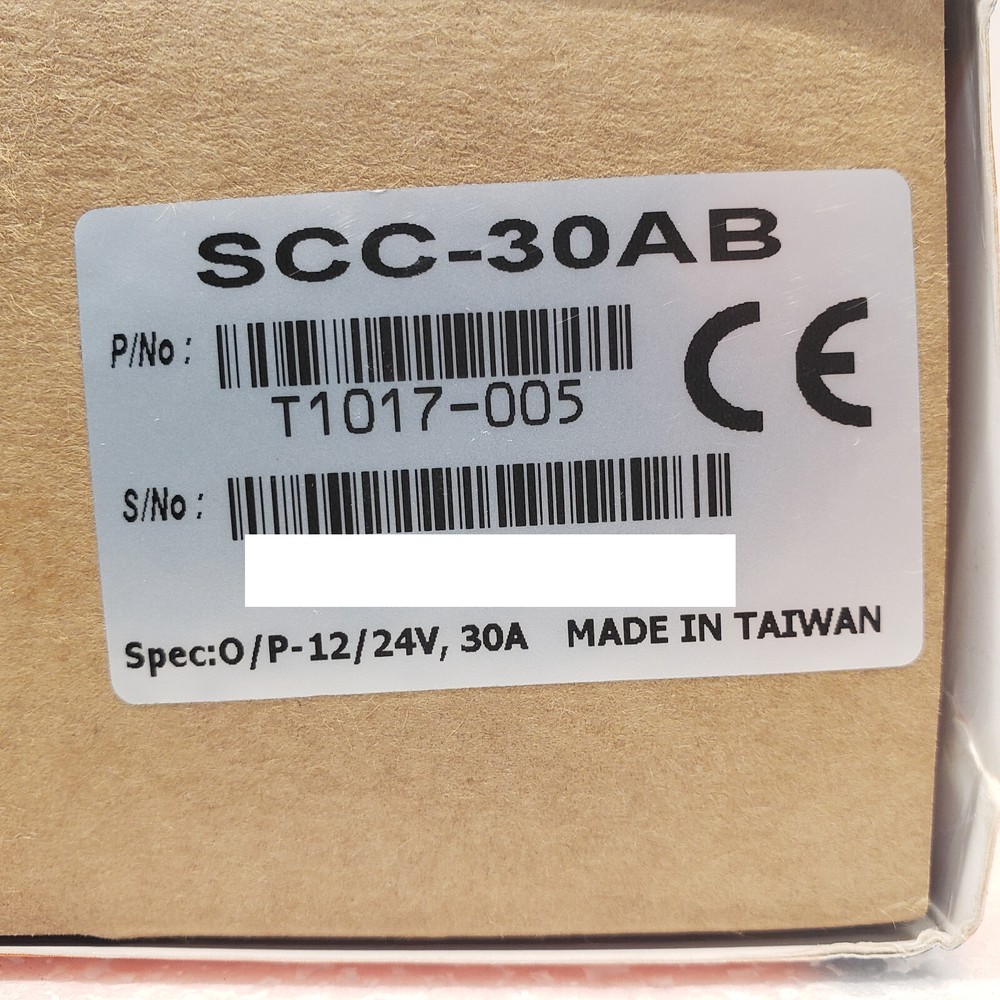 SCC-30AB
P/No :
T1017-005
CE
S/No :
Spec:O/P-12/24V, 30A MADE IN TAIWAN